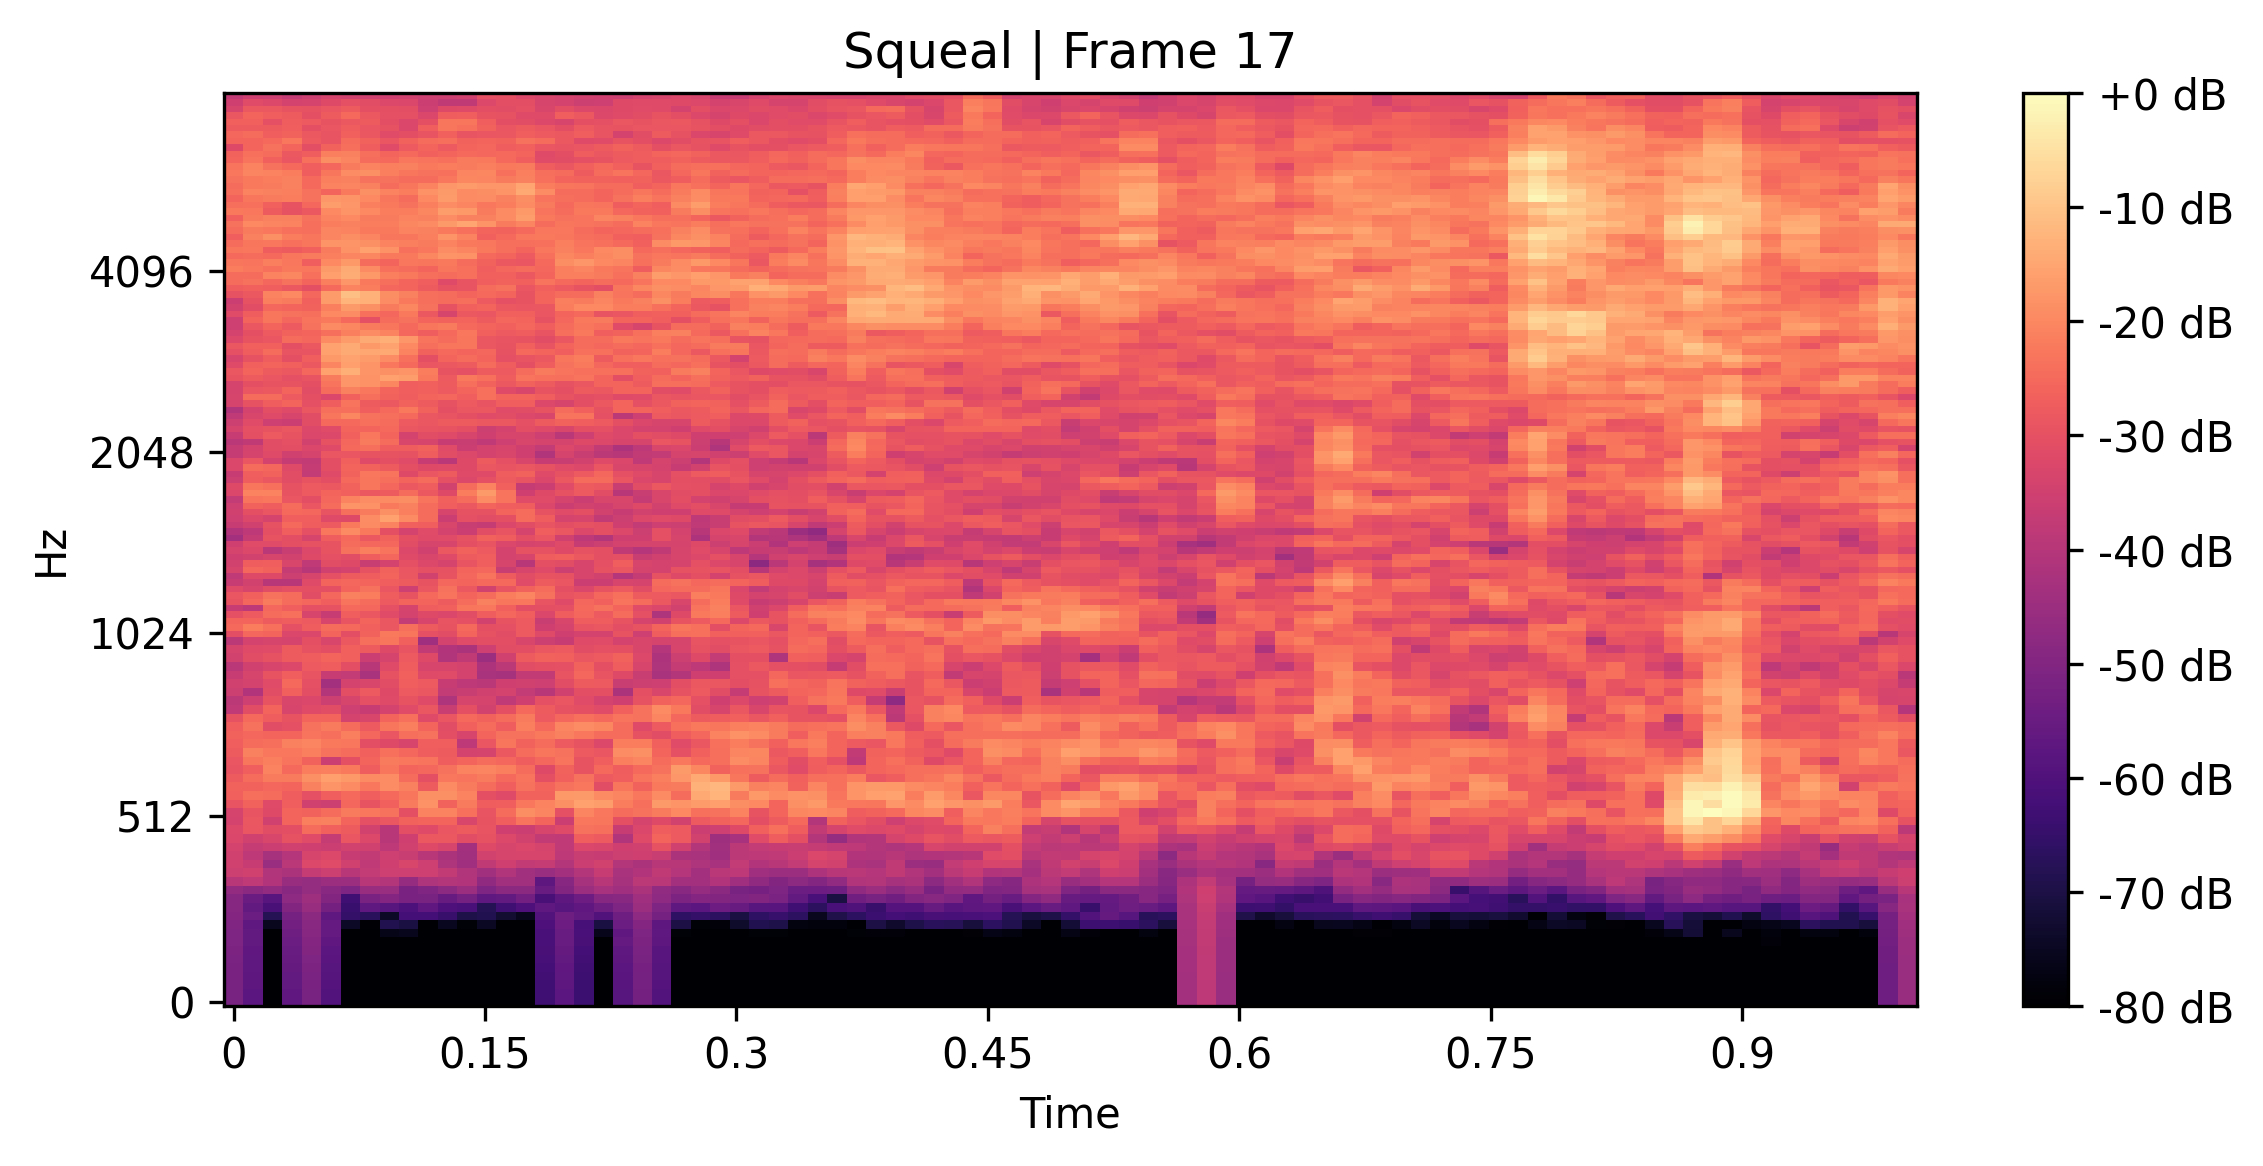 Squeal | Frame 17
+0 dB
-10 dB
-20 dB
-30 dB
-40 dB
-50 dB
-60 dB
-70 dB
-80 dB
Hz
4096
2048
1024
512
0
0 0.15 0.3 0.45 0.6 0.75 0.9
Time